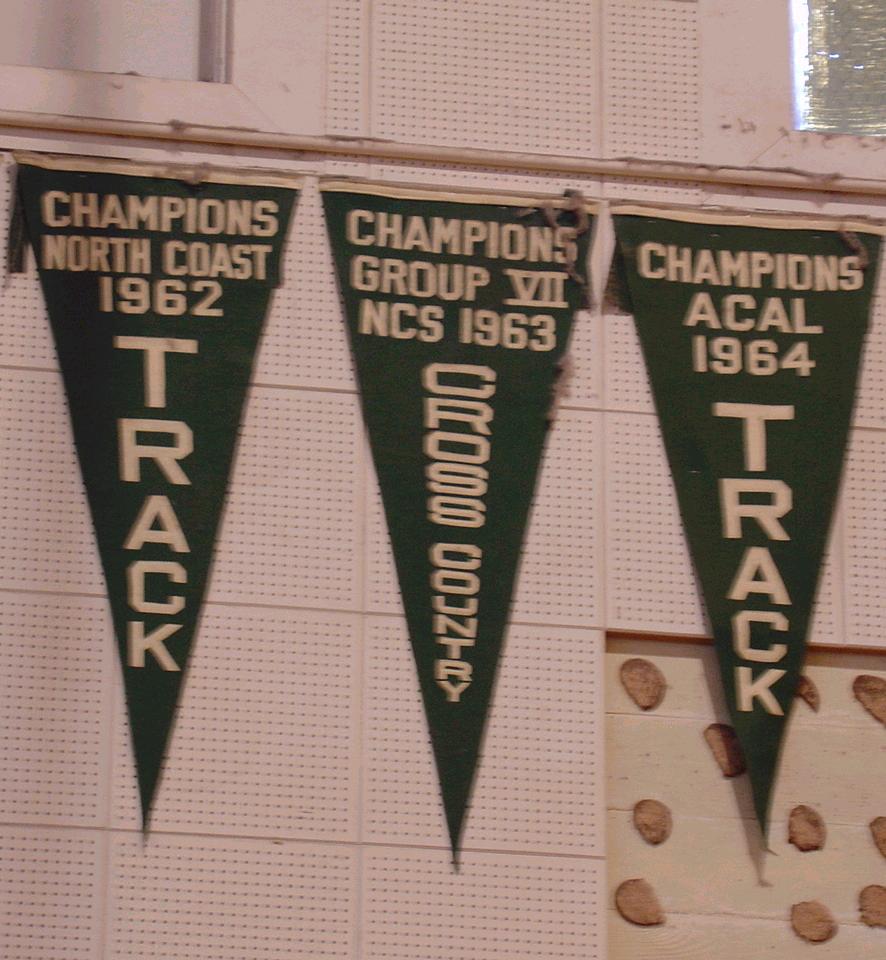 CHAMPIONS
NORTH COAST
1962
TRACK
CHAMPIONS
GROUP VII
NCS 1963
CROSS COUNTRY
CHAMPIONS
ACAL
1964
TRACK